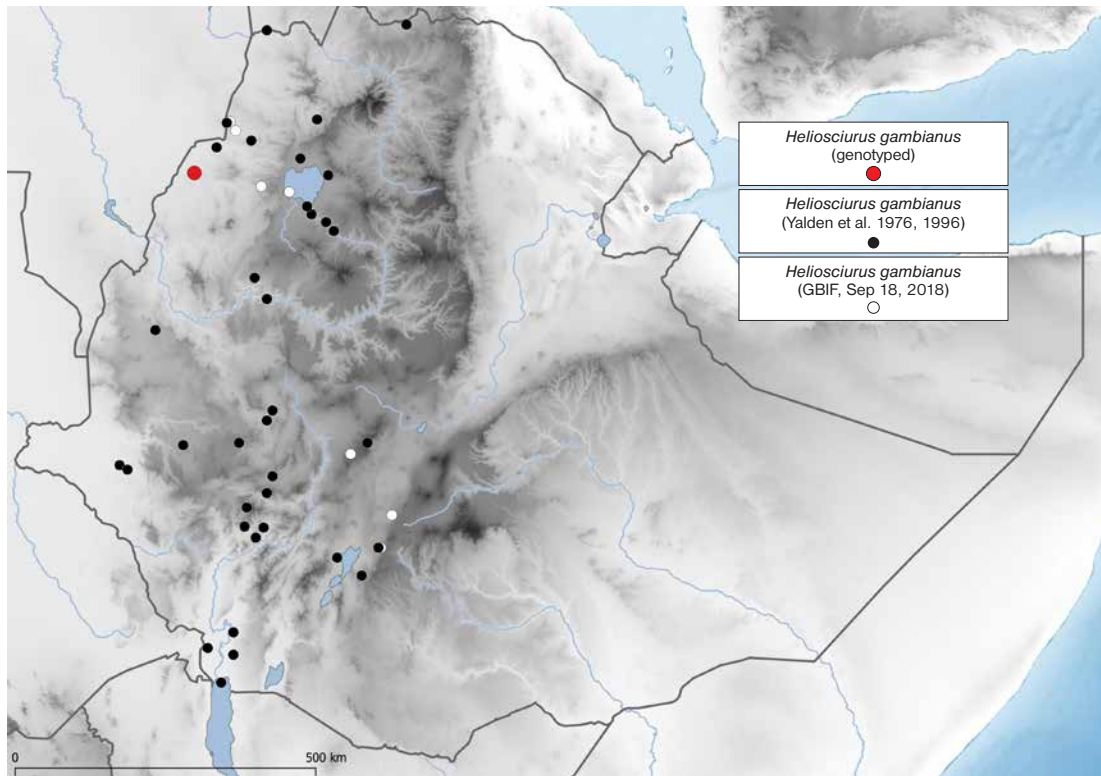 Heliosciurus gambianus
(genotyped)
Heliosciurus gambianus
(Yalden et al. 1976, 1996)
Heliosciurus gambianus
(GBIF, Sep 18, 2018)
0 500 km